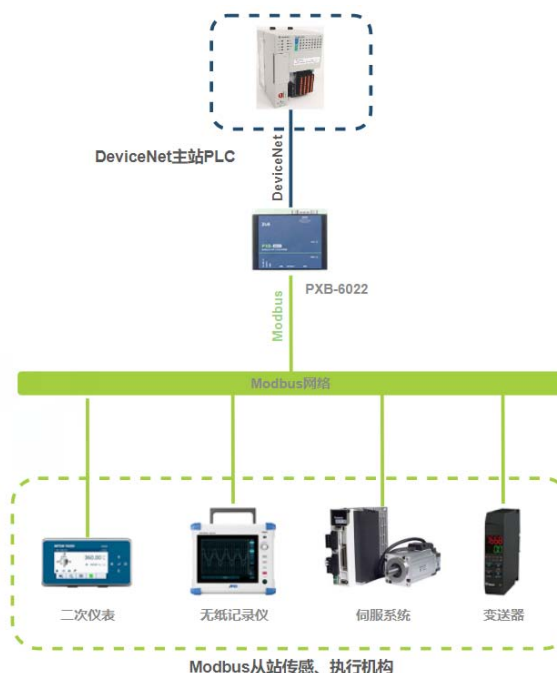 DeviceNet主站PLC
DeviceNet
PXB-6022
Modbus
Modbus网络
360.00
二次仪表
无纸记录仪
伺服系统
变送器
Modbus从站传感、执行机构